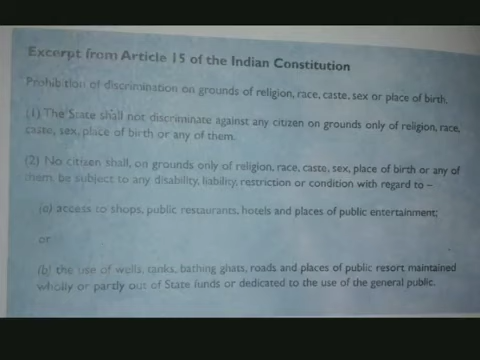 Excerpt from Article 15 of the Indian Constitution
Prohibition of discrimination on grounds of religion, race, caste, sex or place of birth.
(1) The State shall not discriminate against any citizen on grounds only of religion, race,
caste, sex, place of birth or any of them.
(2) No citizen shall, on grounds only of religion, race, caste, sex, place of birth or any of
them, be subject to any disability, liability, restriction or condition with regard to –
(a) access to shops, public restaurants, hotels and places of public entertainment;
or
(b) the use of wells, tanks, bathing ghats, roads and places of public resort maintained
wholly or partly out of State funds or dedicated to the use of the general public.